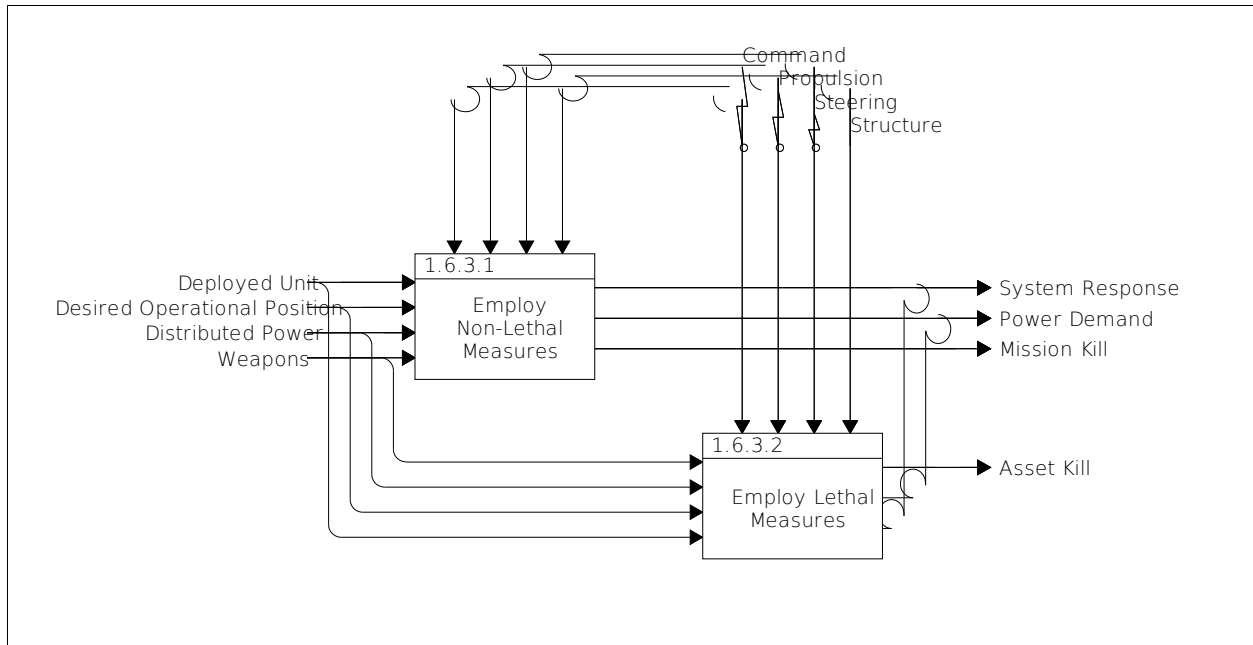 Command
Propulsion
Steering
Structure
1.6.3.1
Employ
Non-Lethal
Measures
Deployed Unit
Desired Operational Position
Distributed Power
Weapons
System Response
Power Demand
Mission Kill
1.6.3.2
Employ Lethal
Measures
Asset Kill